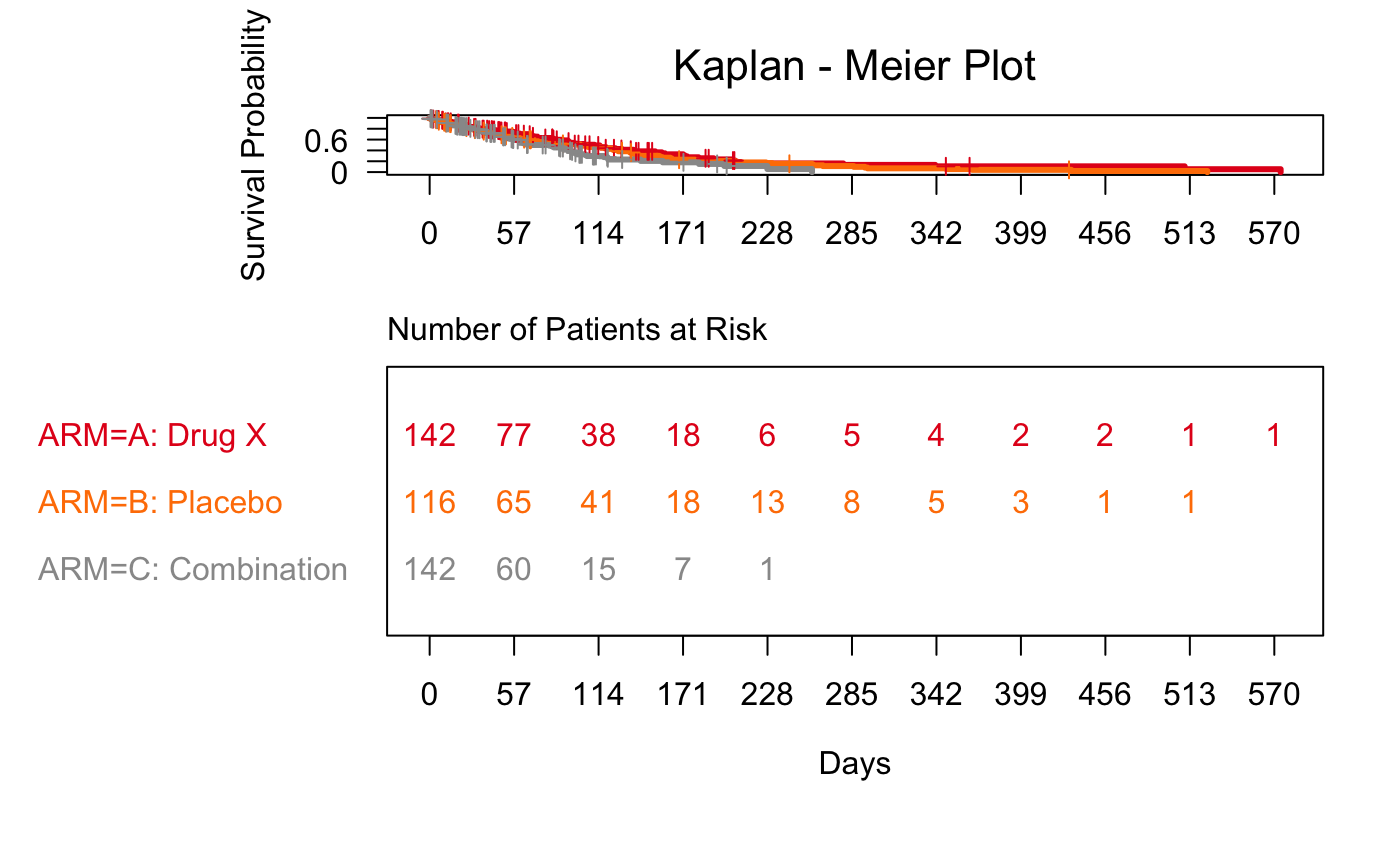 Kaplan - Meier Plot
Survival Probability
0.6
0
0 57 114 171 228 285 342 399 456 513 570
Number of Patients at Risk
ARM=A: Drug X 142 77 38 18 6 5 4 2 2 1 1
ARM=B: Placebo 116 65 41 18 13 8 5 3 1 1
ARM=C: Combination 142 60 15 7 1
0 57 114 171 228 285 342 399 456 513 570
Days